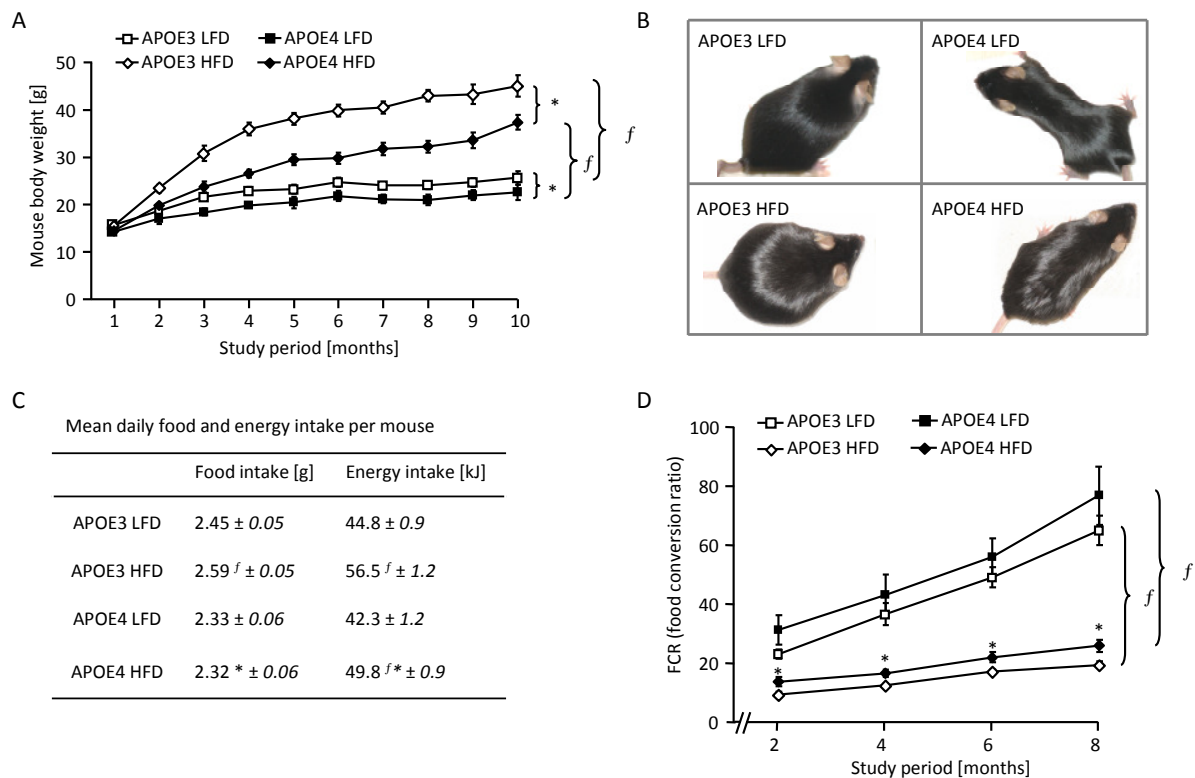 A
APOE3 LFD APOE4 LFD
APOE3 HFD APOE4 HFD
Mouse body weight [g]
50
40
30
20
10
0
* f
f
*
1 2 3 4 5 6 7 8 9 10
Study period [months]
B
APOE3 LFD APOE4 LFD
APOE3 HFD APOE4 HFD
C
Mean daily food and energy intake per mouse
Food intake [g] Energy intake [kJ]
APOE3 LFD 2.45 ± 0.05 44.8 ± 0.9
APOE3 HFD 2.59 f ± 0.05 56.5 f ± 1.2
APOE4 LFD 2.33 ± 0.06 42.3 ± 1.2
APOE4 HFD 2.32 * ± 0.06 49.8 f* ± 0.9
D
APOE3 LFD APOE4 LFD
APOE3 HFD APOE4 HFD
FCR (food conversion ratio)
100
80
60
40
20
0
* * * *
f f
2 4 6 8
Study period [months]